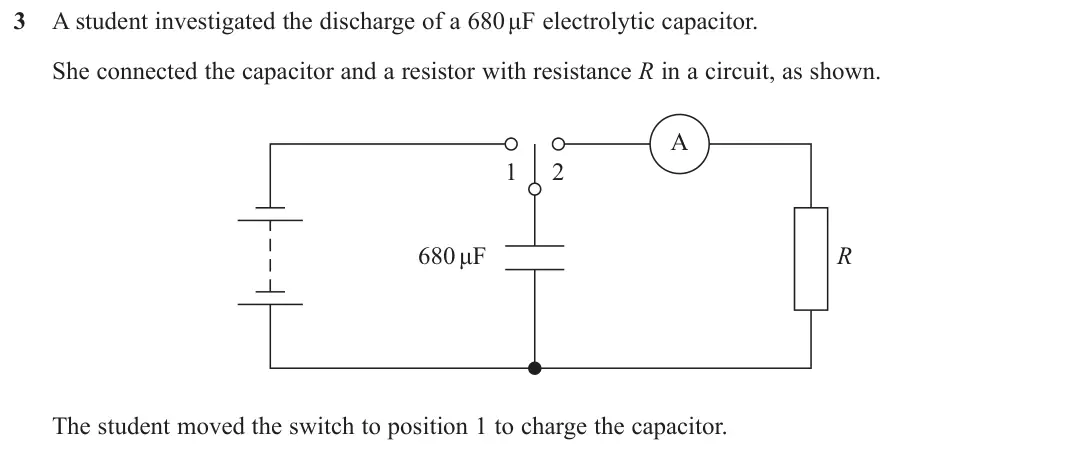 3 A student investigated the discharge of a 680 μF electrolytic capacitor.
She connected the capacitor and a resistor with resistance R in a circuit, as shown.
A
1 2
680 μF
R
The student moved the switch to position 1 to charge the capacitor.